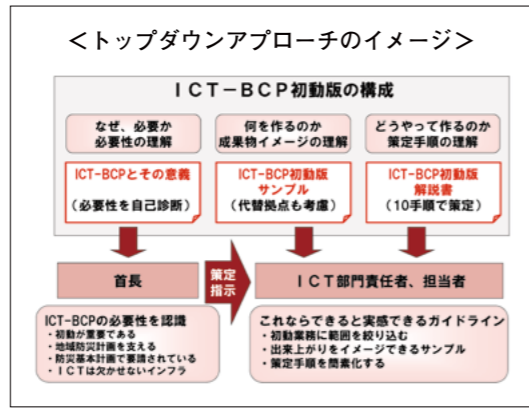 ＜トップダウンアプローチのイメージ＞
ＩＣＴ－ＢＣＰ初動版の構成
なぜ、必要か
必要性の理解
何を作るのか
成果物イメージの理解
どうやって作るのか
策定手順の理解
ICT-BCPとその意義
（必要性を自己診断）
ICT-BCP初動版
サンプル
（代替拠点も考慮）
ICT-BCP初動版
解説書
（10手順で策定）
首長
策定
指示
ＩＣＴ部門責任者、担当者
ICT-BCPの必要性を認識
・初動が重要である
・地域防災計画を支える
・防災基本計画で要請されている
・ＩＣＴは欠かせないインフラ
これならできると実感できるガイドライン
・初動業務に範囲を絞り込む
・出来上がりをイメージできるサンプル
・策定手順を簡素化する